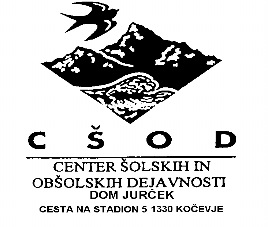 CŠOD
CENTER ŠOLSKIH IN
OBŠOLSKIH DEJAVNOSTI
DOM JURČEK
CESTA NA STADION 5 1330 KOČEVJE